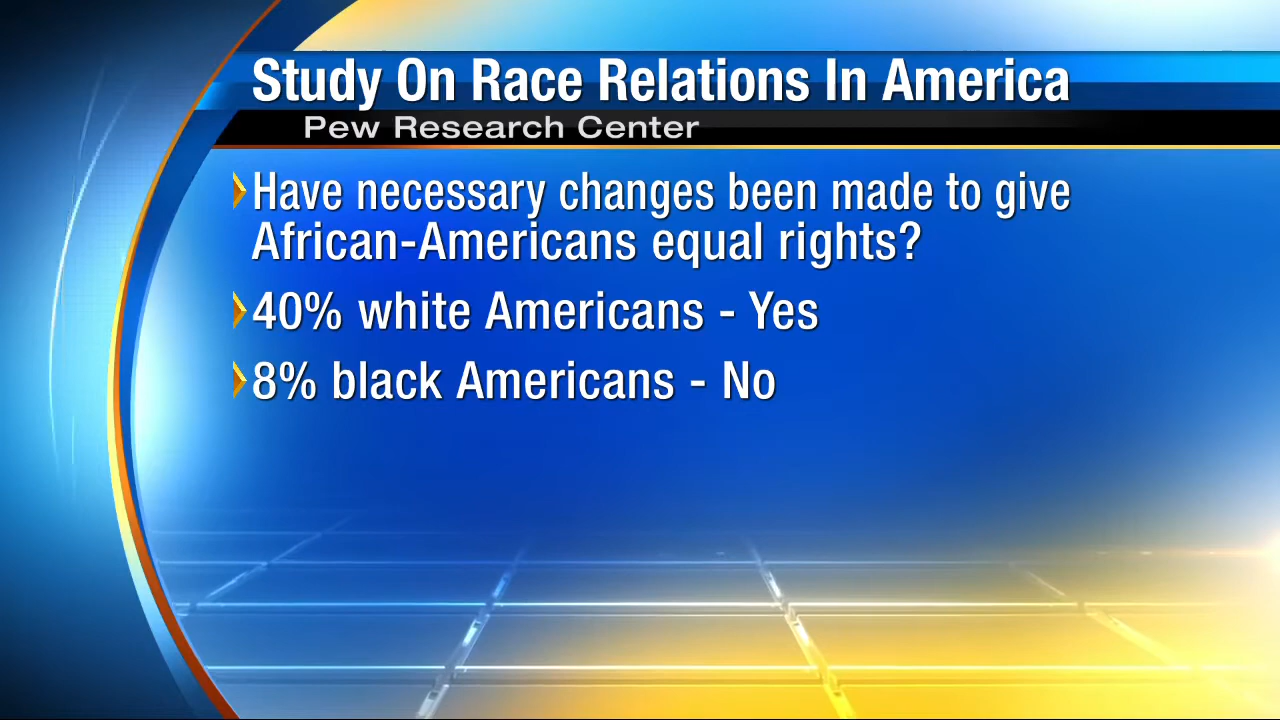 Study On Race Relations In America
Pew Research Center
Have necessary changes been made to give
African-Americans equal rights?
40% white Americans - Yes
8% black Americans - No